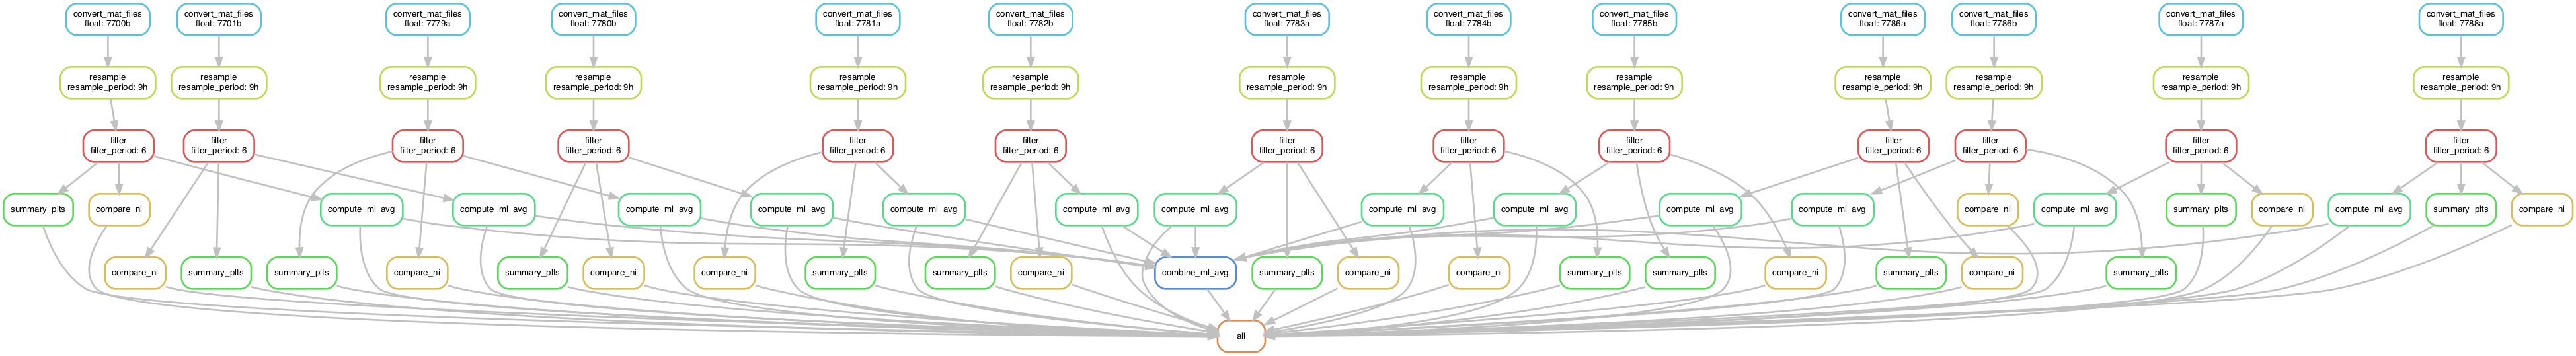 convert_mat_files
float: 7700b
convert_mat_files
float: 7701b
convert_mat_files
float: 7779a
convert_mat_files
float: 7780b
convert_mat_files
float: 7781a
convert_mat_files
float: 7782b
convert_mat_files
float: 7783a
convert_mat_files
float: 7784b
convert_mat_files
float: 7785b
convert_mat_files
float: 7786a
convert_mat_files
float: 7786b
convert_mat_files
float: 7787a
convert_mat_files
float: 7788a
resample
resample_period: 9h
resample
resample_period: 9h
resample
resample_period: 9h
resample
resample_period: 9h
resample
resample_period: 9h
resample
resample_period: 9h
resample
resample_period: 9h
resample
resample_period: 9h
resample
resample_period: 9h
resample
resample_period: 9h
resample
resample_period: 9h
resample
resample_period: 9h
resample
resample_period: 9h
filter
filter_period: 6
filter
filter_period: 6
filter
filter_period: 6
filter
filter_period: 6
filter
filter_period: 6
filter
filter_period: 6
filter
filter_period: 6
filter
filter_period: 6
filter
filter_period: 6
filter
filter_period: 6
filter
filter_period: 6
filter
filter_period: 6
filter
filter_period: 6
summary_plts
compare_ni
compute_ml_avg
compute_ml_avg
compute_ml_avg
compute_ml_avg
compute_ml_avg
compute_ml_avg
compute_ml_avg
compute_ml_avg
compute_ml_avg
compute_ml_avg
compute_ml_avg
compare_ni
compute_ml_avg
summary_plts
compare_ni
compute_ml_avg
summary_plts
compare_ni
compare_ni
summary_plts
summary_plts
compare_ni
summary_plts
compare_ni
compare_ni
summary_plts
summary_plts
compare_ni
combine_ml_avg
summary_plts
compare_ni
compare_ni
summary_plts
summary_plts
compare_ni
summary_plts
compare_ni
summary_plts
all